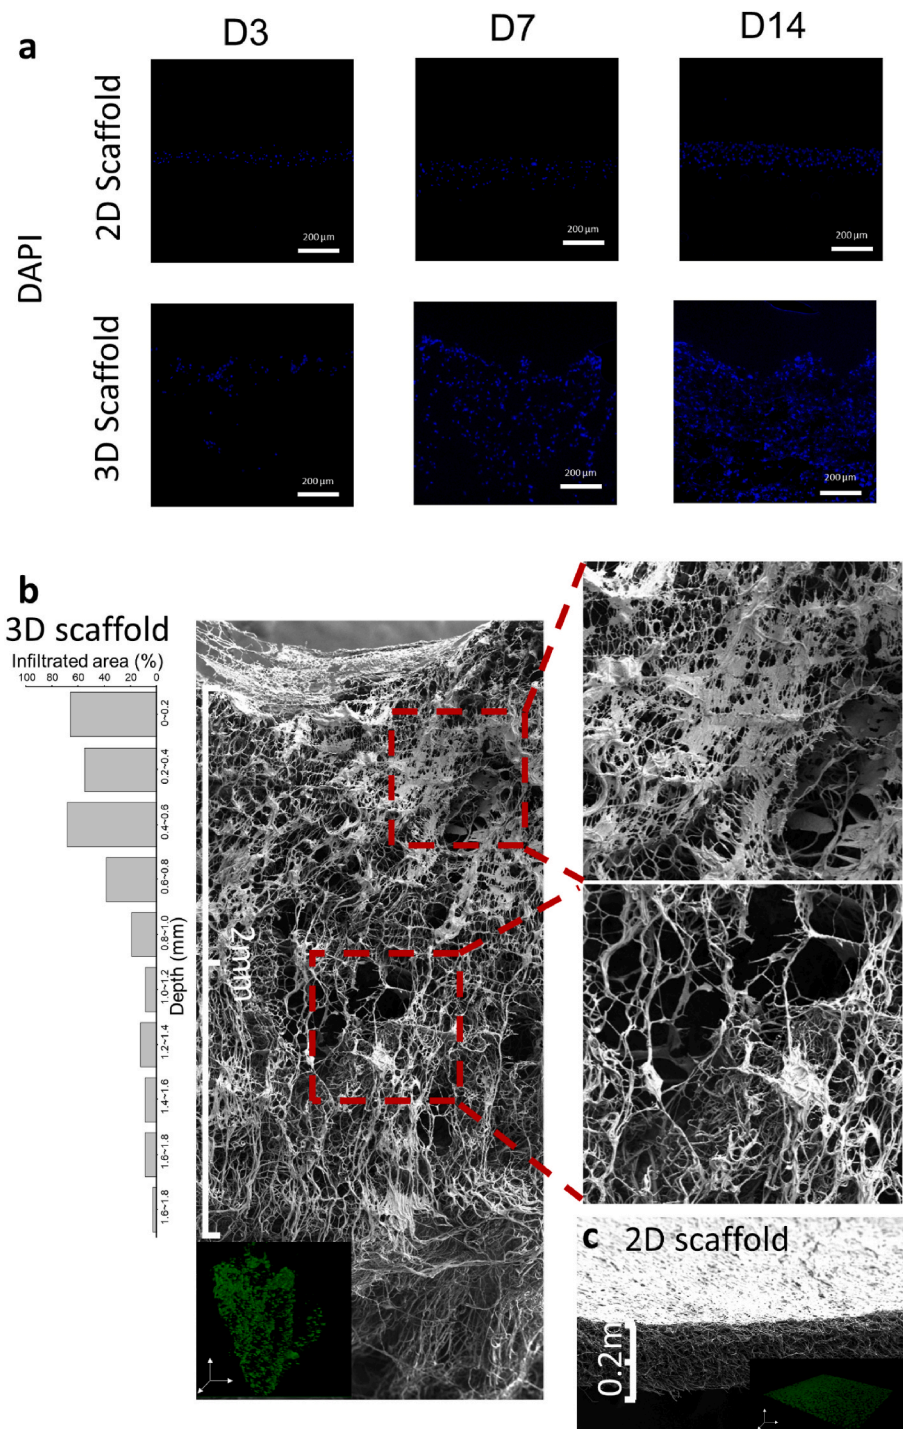 a
D3
D7
D14
DAPI
2D Scaffold
200 µm
200 µm
200 µm
3D Scaffold
200 µm
200 µm
200 µm
b
3D scaffold
Infiltrated area (%)
100 80 60 40 20 0
0~0.2
0.2~0.4
0.4~0.6
0.6~0.8
0.8~1.0
1.0~1.2
1.2~1.4
1.4~1.6
1.6~1.8
1.6~1.8
Depth (mm)
2mm
c 2D scaffold
0.2m